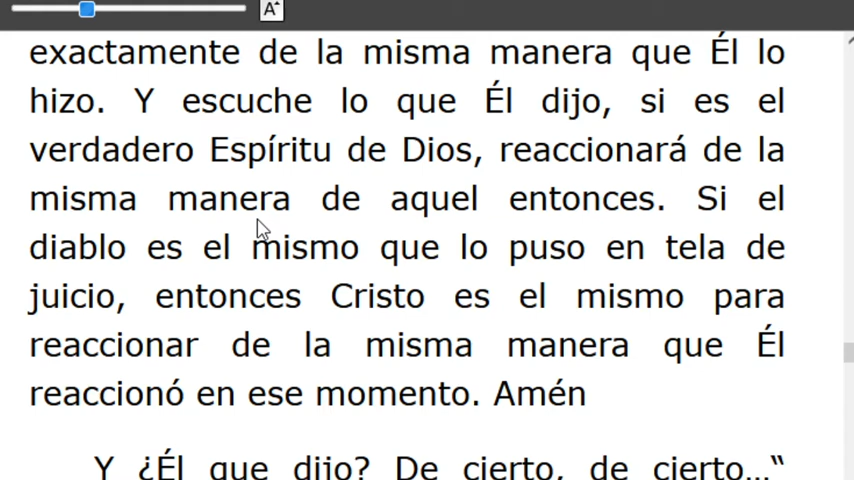 A
exactamente de la misma manera que Él lo
hizo. Y escuche lo que Él dijo, si es el
verdadero Espíritu de Dios, reaccionará de la
misma manera de aquel entonces. Si el
diablo es el mismo que lo puso en tela de
juicio, entonces Cristo es el mismo para
reaccionar de la misma manera que Él
reaccionó en ese momento. Amén
Y ¿Él que dijo? De cierto, de cierto...“